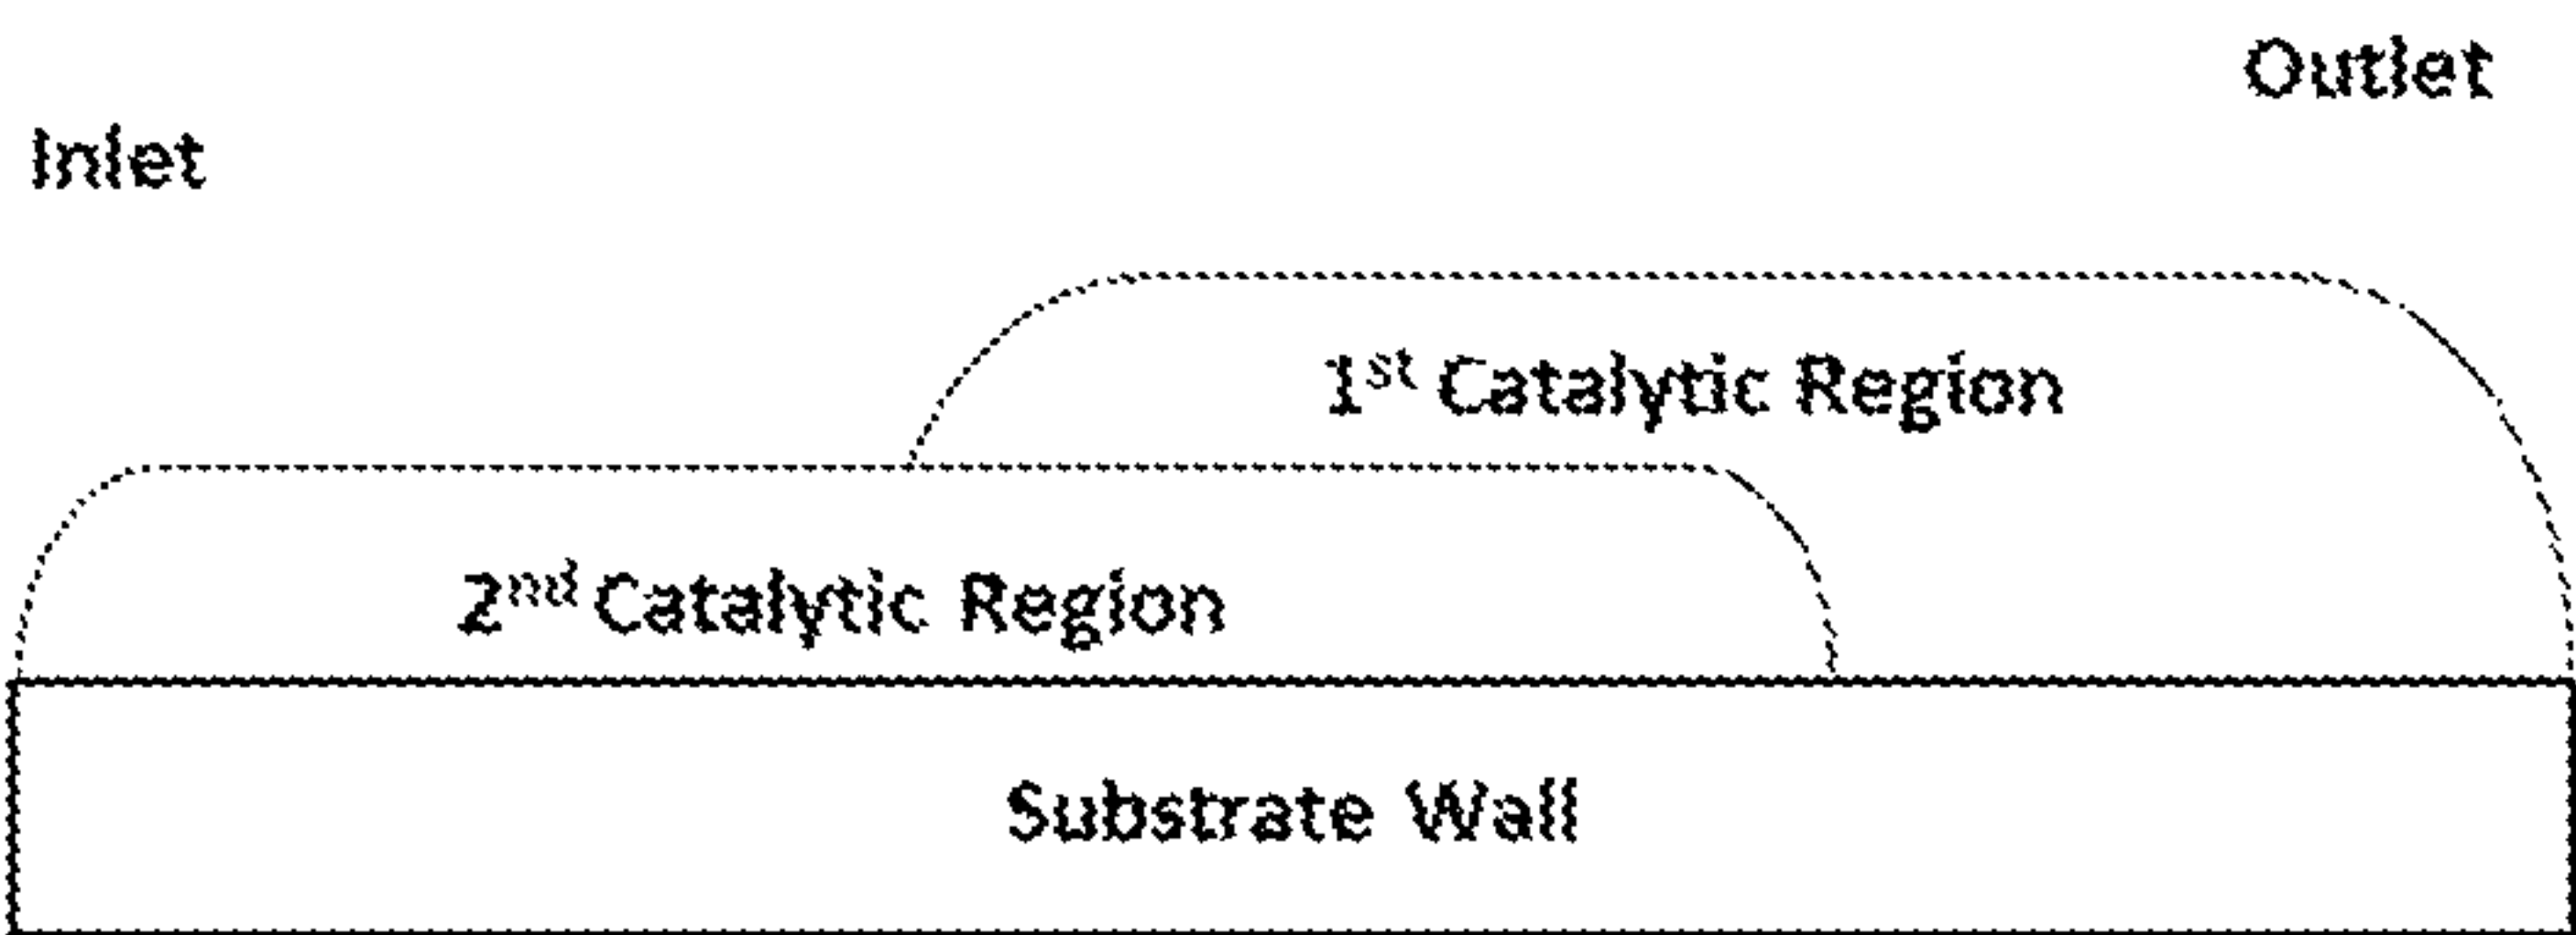 Outlet
Inlet
1st Catalytic Region
2nd Catalytic Region
Substrate Wall